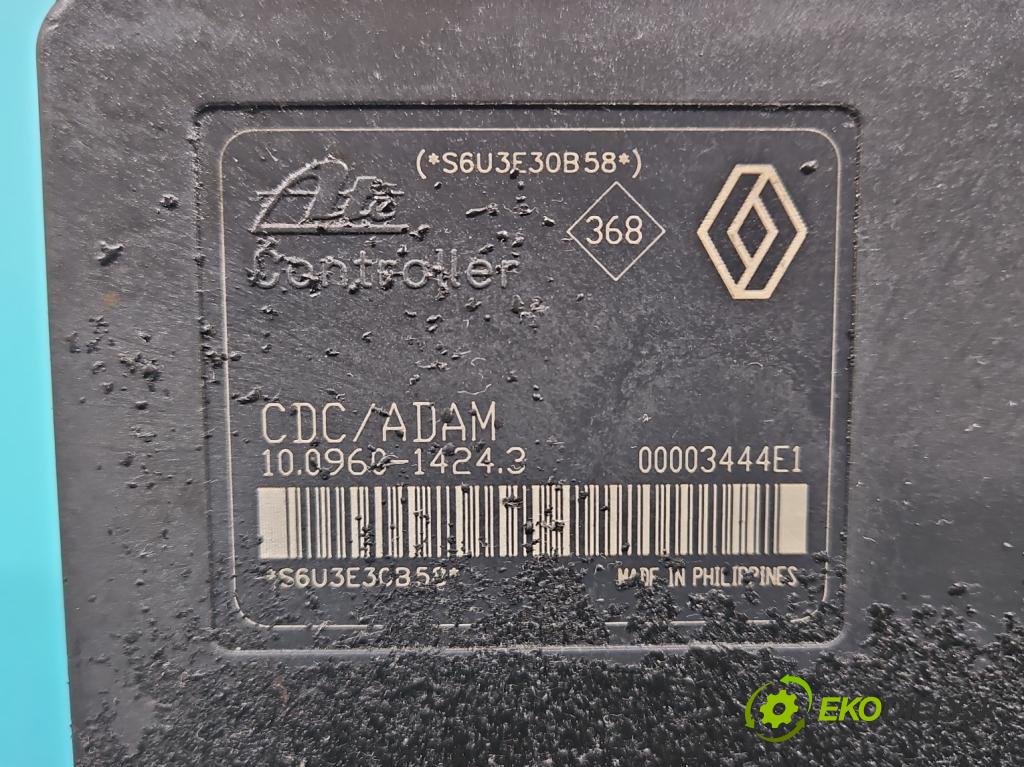 (*S6U3E30B58*)
Ate
368
Controller
CDC/ADAM
10.0960-1424.3 00003444E1
*S6U3E30B58* MADE IN PHILIPPINES
EKO